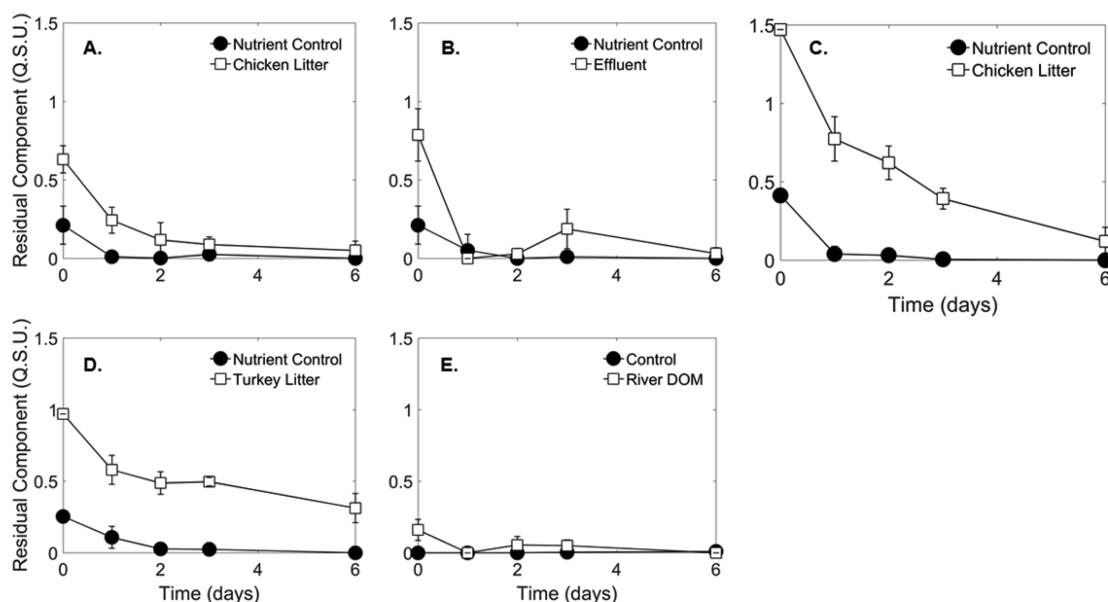 A.
Nutrient Control
Chicken Litter
Residual Component (Q.S.U.)
1.5
1
0.5
0
0 2 4 6
B.
Nutrient Control
Effluent
1.5
1
0.5
0
0 2 4 6
C.
Nutrient Control
Chicken Litter
1.5
1
0.5
0
0 2 4 6
Time (days)
D.
Nutrient Control
Turkey Litter
Residual Component (Q.S.U.)
1.5
1
0.5
0
0 2 4 6
Time (days)
E.
Control
River DOM
1.5
1
0.5
0
0 2 4 6
Time (days)